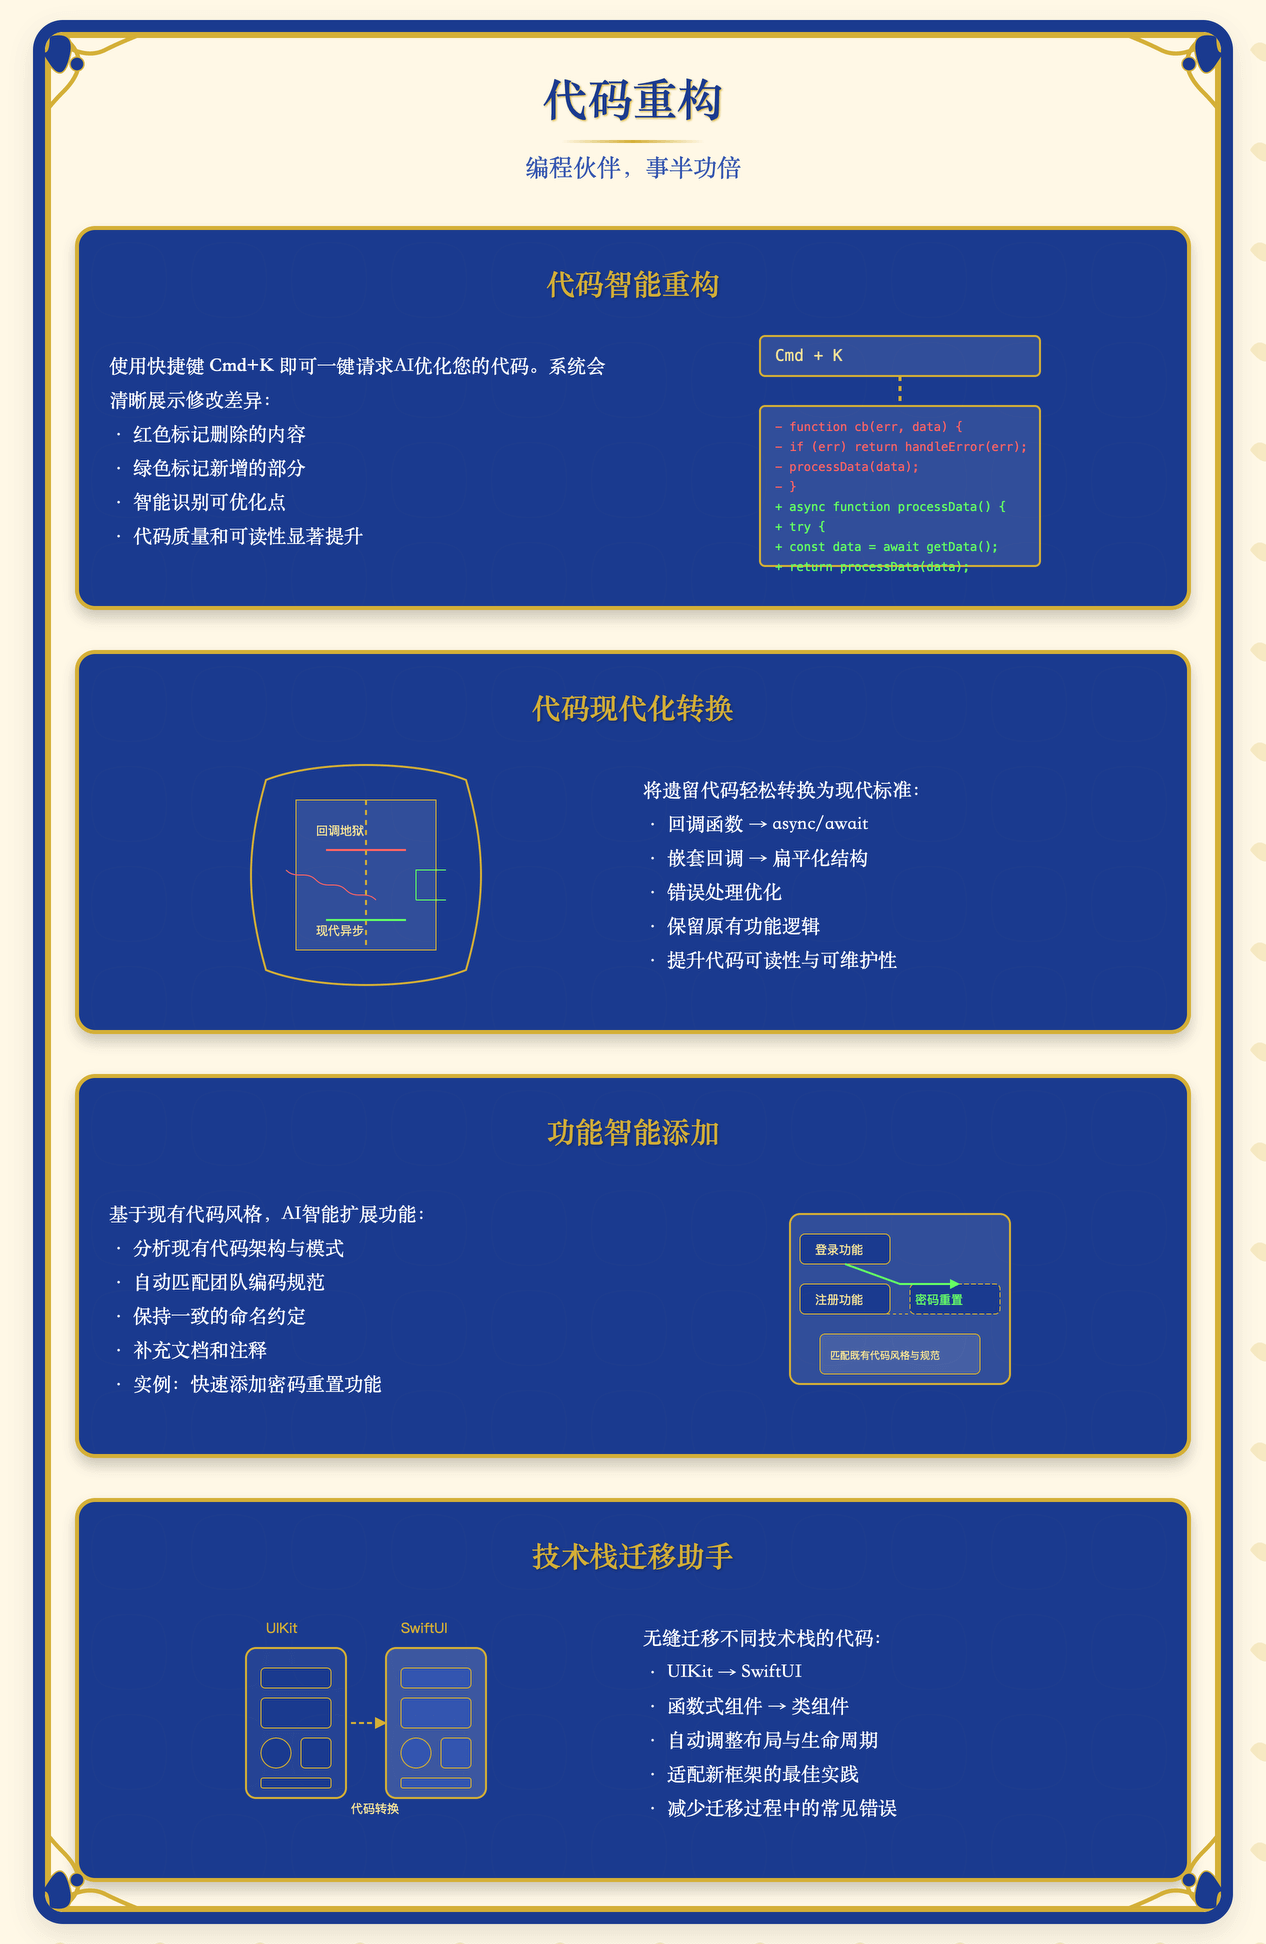 代码重构
编程伙伴，事半功倍
代码智能重构
使用快捷键 Cmd+K 即可一键请求AI优化您的代码。系统会
清晰展示修改差异：
· 红色标记删除的内容
· 绿色标记新增的部分
· 智能识别可优化点
· 代码质量和可读性显著提升
Cmd + K
- function cb(err, data) {
- if (err) return handleError(err);
- processData(data);
- }
+ async function processData() {
+ try {
+ const data = await getData();
+ return processData(data);
代码现代化转换
回调地狱
现代异步
将遗留代码轻松转换为现代标准：
· 回调函数 → async/await
· 嵌套回调 → 扁平化结构
· 错误处理优化
· 保留原有功能逻辑
· 提升代码可读性与可维护性
功能智能添加
基于现有代码风格，AI智能扩展功能：
· 分析现有代码架构与模式
· 自动匹配团队编码规范
· 保持一致的命名约定
· 补充文档和注释
· 实例：快速添加密码重置功能
登录功能
注册功能
密码重置
匹配既有代码风格与规范
技术栈迁移助手
UIKit
SwiftUI
代码转换
无缝迁移不同技术栈的代码：
· UIKit → SwiftUI
· 函数式组件 → 类组件
· 自动调整布局与生命周期
· 适配新框架的最佳实践
· 减少迁移过程中的常见错误